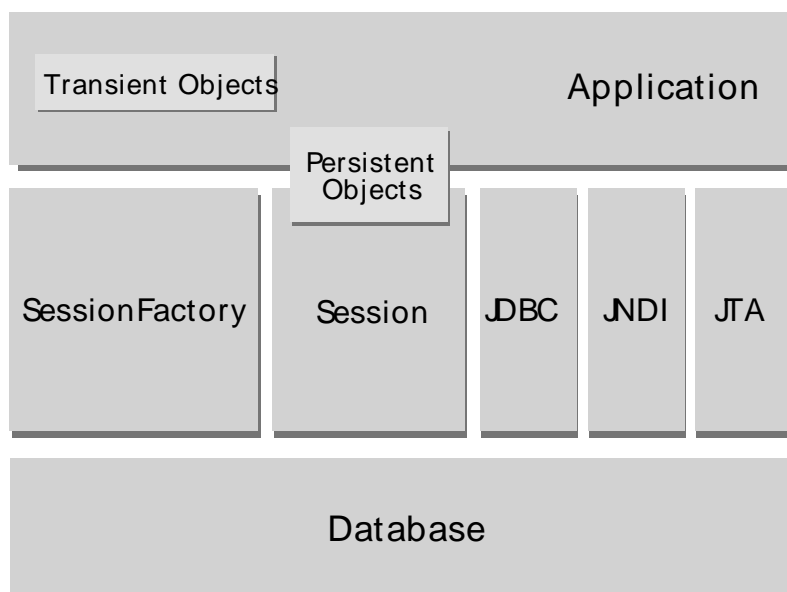 Transient Objects
Application
Persistent
Objects
SessionFactory
Session
JDBC
JNDI
JTA
Database